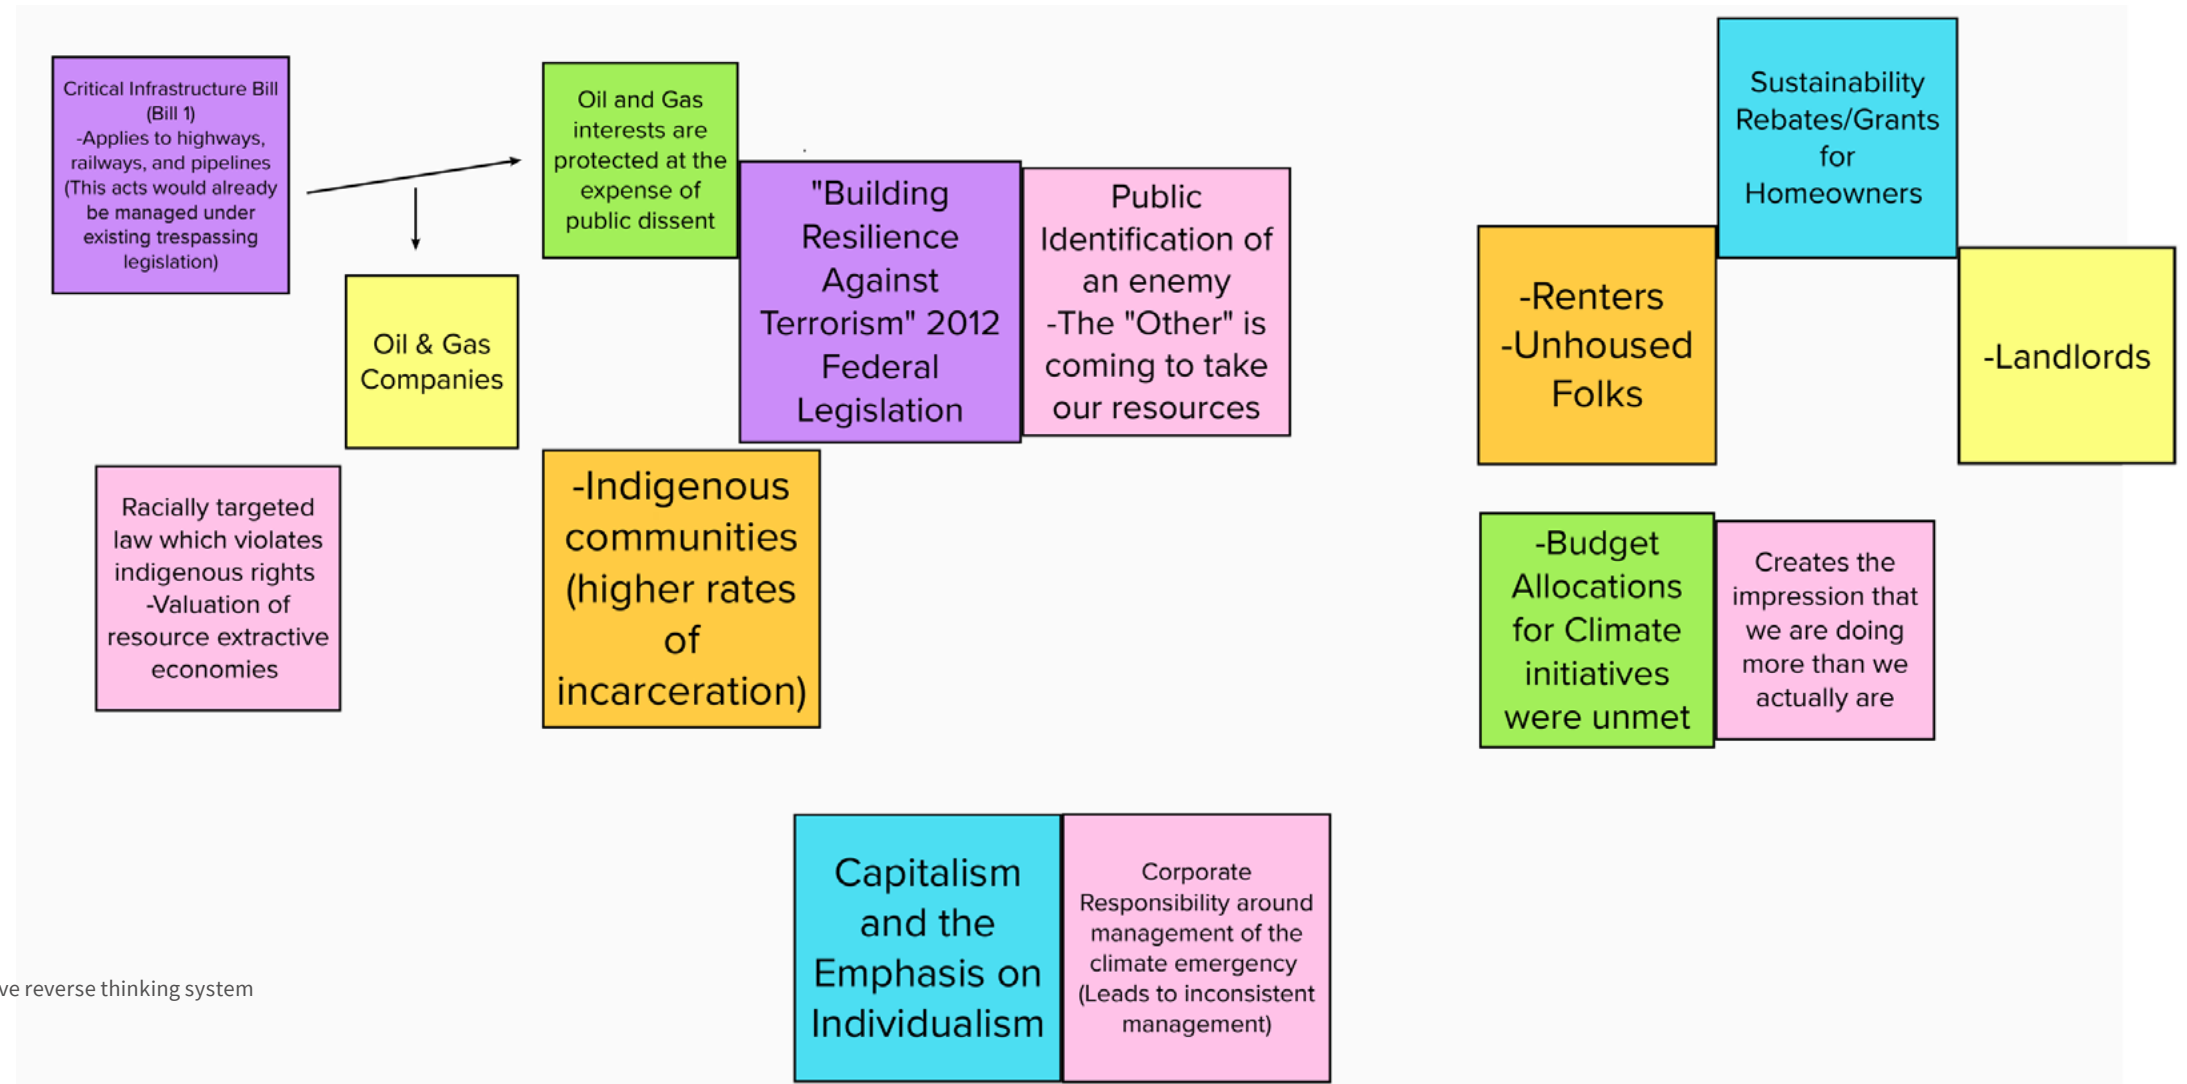 Critical Infrastructure Bill
(Bill 1)
-Applies to highways,
railways, and pipelines
(This acts would already
be managed under
existing trespassing
legislation)
Oil and Gas
interests are
protected at the
expense of
public dissent
Oil & Gas
Companies
"Building
Resilience
Against
Terrorism" 2012
Federal
Legislation
Public
Identification of
an enemy
-The "Other" is
coming to take
our resources
Racially targeted
law which violates
indigenous rights
-Valuation of
resource extractive
economies
-Indigenous
communities
(higher rates
of
incarceration)
Sustainability
Rebates/Grants
for
Homeowners
-Renters
-Unhoused
Folks
-Landlords
-Budget
Allocations
for Climate
initiatives
were unmet
Creates the
impression that
we are doing
more than we
actually are
Capitalism
and the
Emphasis on
Individualism
Corporate
Responsibility around
management of the
climate emergency
(Leads to inconsistent
management)
ve reverse thinking system